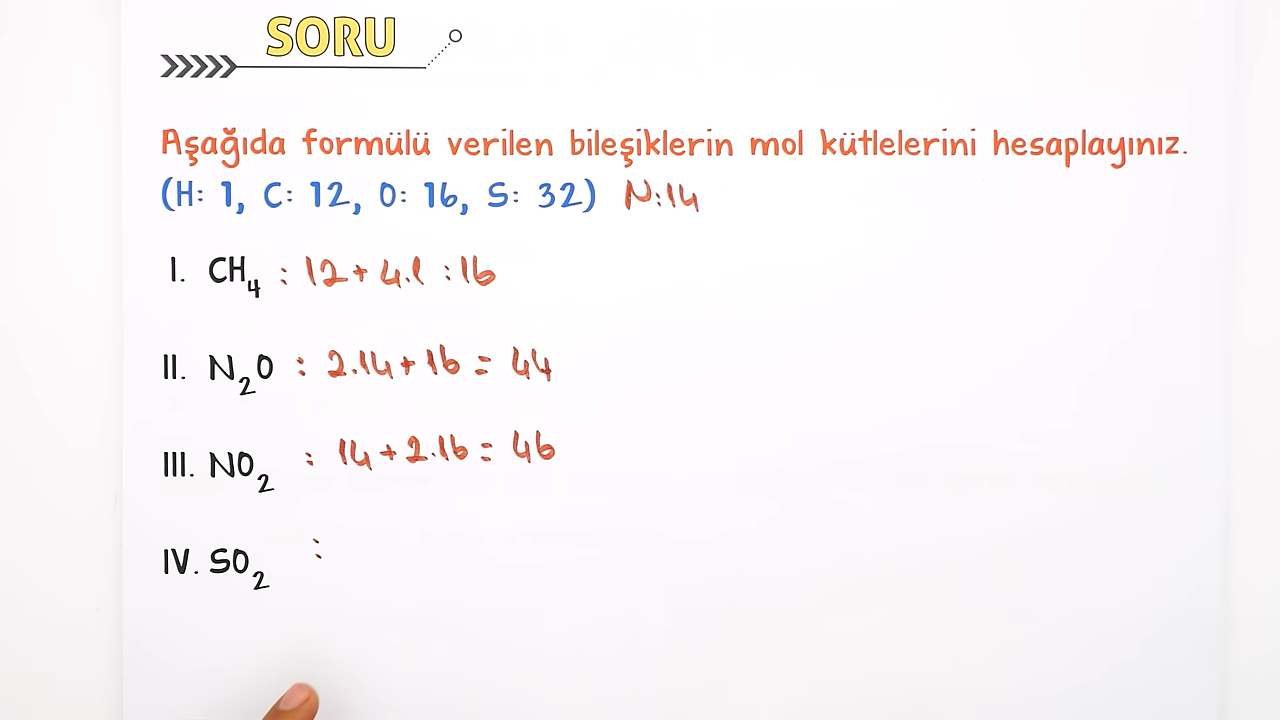 SORU
Aşağıda formülü verilen bileşiklerin mol kütlelerini hesaplayınız.
(H: 1, C: 12, O: 16, S: 32) N:14
I. CH₄ : 12 + 4.1 : 16
II. N₂O : 2.14 + 16 = 44
III. NO₂ : 14 + 2.16 = 46
IV. SO₂ :